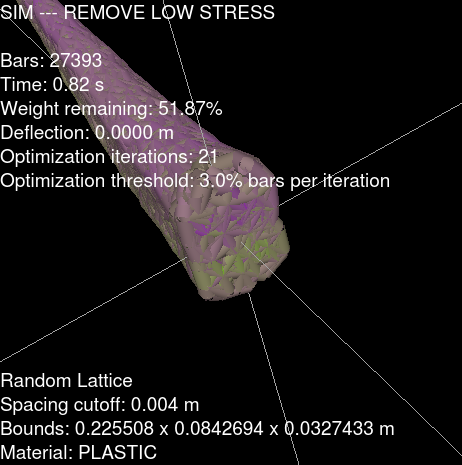 SIM --- REMOVE LOW STRESS
Bars: 27393
Time: 0.82 s
Weight remaining: 51.87%
Deflection: 0.0000 m
Optimization iterations: 21
Optimization threshold: 3.0% bars per iteration
Random Lattice
Spacing cutoff: 0.004 m
Bounds: 0.225508 x 0.0842694 x 0.0327433 m
Material: PLASTIC